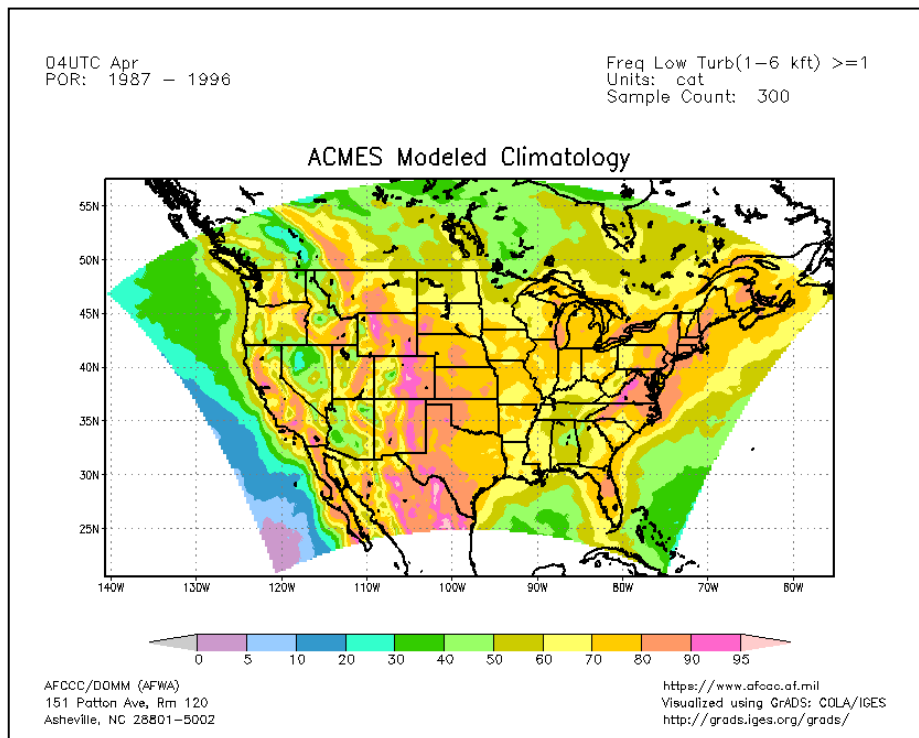 04UTC Apr
POR: 1987 – 1996
Freq Low Turb(1–6 kft) >=1
Units: cat
Sample Count: 300
ACMES Modeled Climatology
55N
50N
45N
40N
35N
30N
25N
140W 130W 120W 110W 100W 90W 80W 70W 60W
0 5 10 20 30 40 50 60 70 80 90 95
AFCCC/DOMM (AFWA)
151 Patton Ave, Rm 120
Asheville, NC 28801–5002
https://www.afcac.af.mil
Visualized using GrADS: COLA/IGES
http://grads.iges.org/grads/